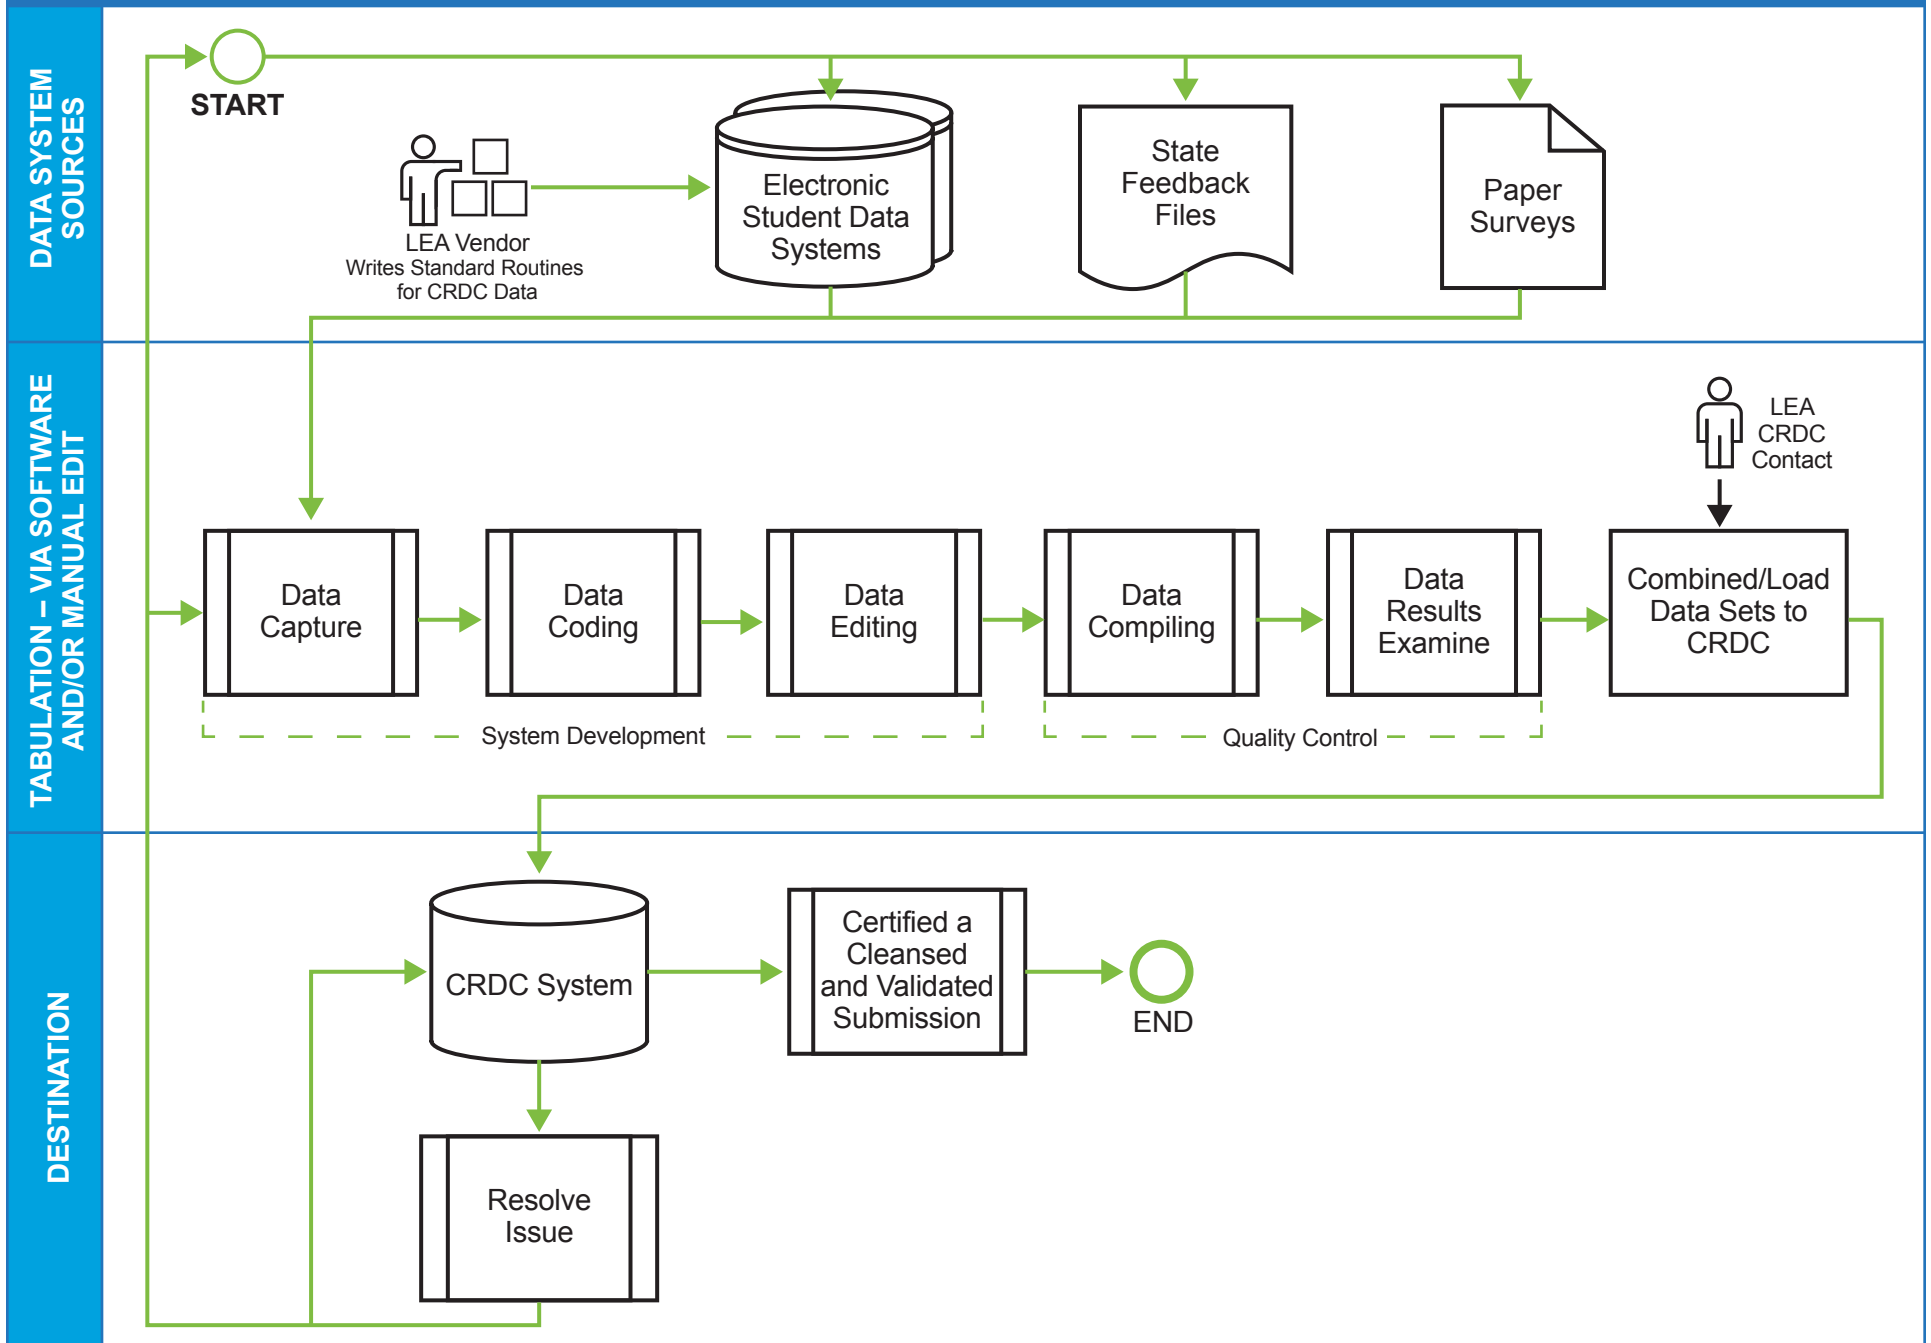 DATA SYSTEM
SOURCES
START
LEA Vendor
Writes Standard Routines
for CRDC Data
Electronic
Student Data
Systems
State
Feedback
Files
Paper
Surveys
TABULATION – VIA SOFTWARE
AND/OR MANUAL EDIT
LEA
CRDC
Contact
Data
Capture
Data
Coding
Data
Editing
Data
Compiling
Data
Results
Examine
Combined/Load
Data Sets to
CRDC
System Development
Quality Control
DESTINATION
CRDC System
Certified a
Cleansed
and Validated
Submission
END
Resolve
Issue